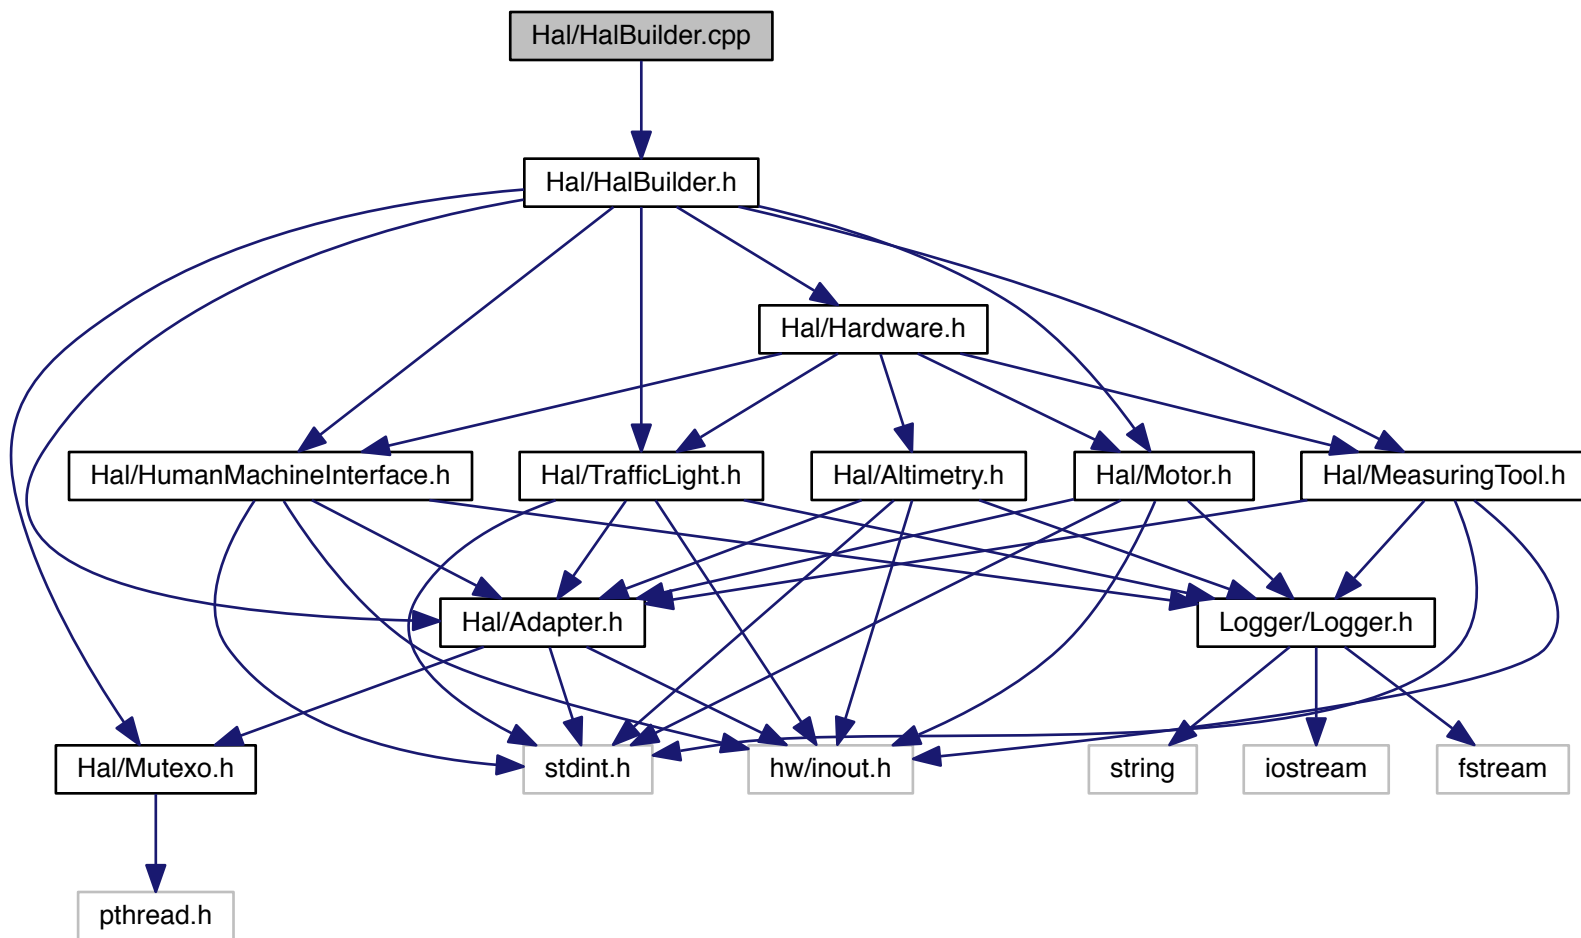 Hal/HalBuilder.cpp
Hal/HalBuilder.h
Hal/Hardware.h
Hal/HumanMachineInterface.h
Hal/TrafficLight.h
Hal/Altimetry.h
Hal/Motor.h
Hal/MeasuringTool.h
Hal/Adapter.h
Logger/Logger.h
Hal/Mutexo.h
stdint.h
hw/inout.h
string
iostream
fstream
pthread.h